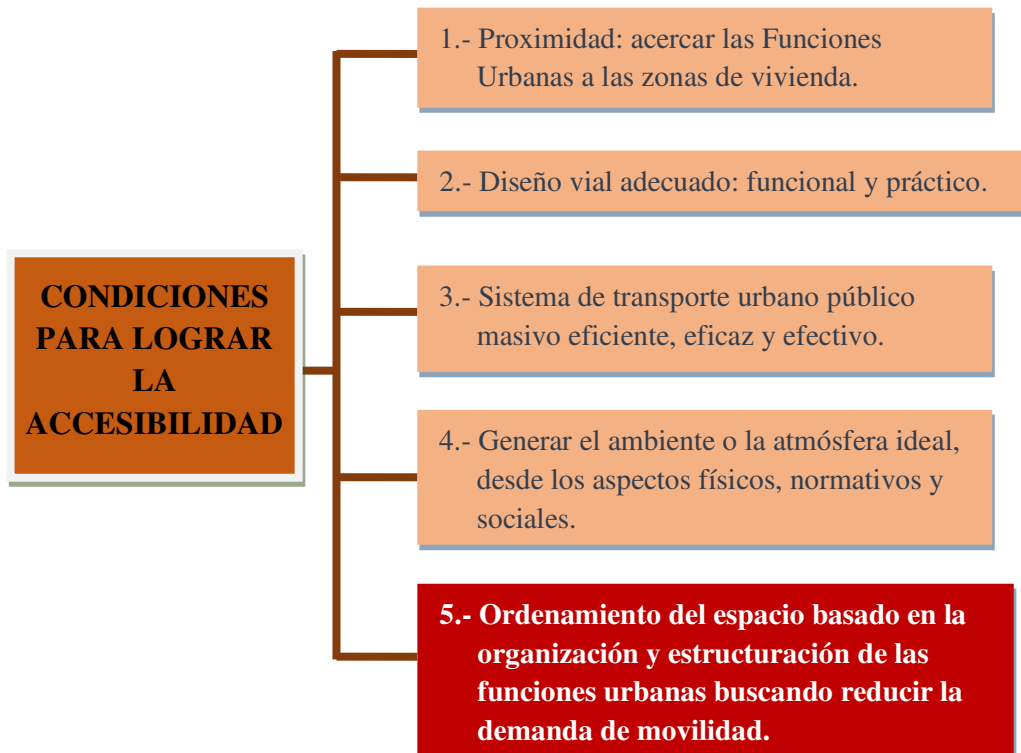 CONDICIONES
PARA LOGRAR
LA
ACCESIBILIDAD
1.- Proximidad: acercar las Funciones
Urbanas a las zonas de vivienda.
2.- Diseño vial adecuado: funcional y práctico.
3.- Sistema de transporte urbano público
masivo eficiente, eficaz y efectivo.
4.- Generar el ambiente o la atmósfera ideal,
desde los aspectos físicos, normativos y
sociales.
5.- Ordenamiento del espacio basado en la
organización y estructuración de las
funciones urbanas buscando reducir la
demanda de movilidad.